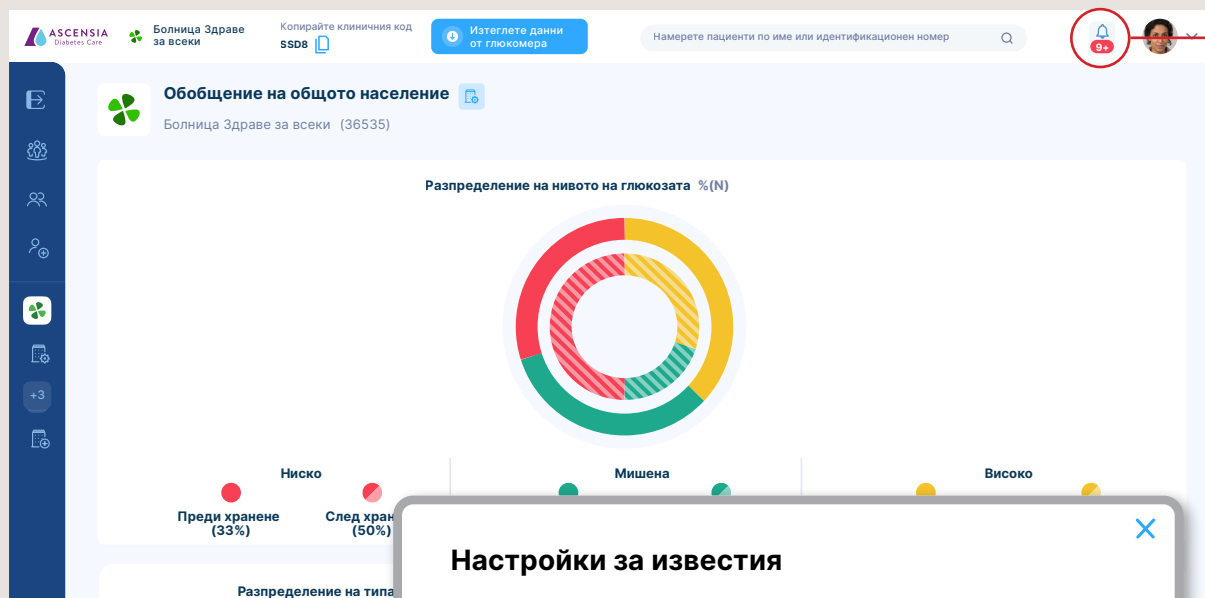 ASCENSIA
Diabetes Care
Болница Здраве
за всеки
Копирайте клиничния код
SSD8
Изтеглете данни
от глюкомера
Намерете пациенти по име или идентификационен номер
9+
Обобщение на общото население
Болница Здраве за всеки (36535)
+3
Разпределение на нивото на глюкозата %(N)
Ниско
Мишена
Високо
Преди хранене
(33%)
След хран
(50%)
Разпределение на типа
Настройки за известия